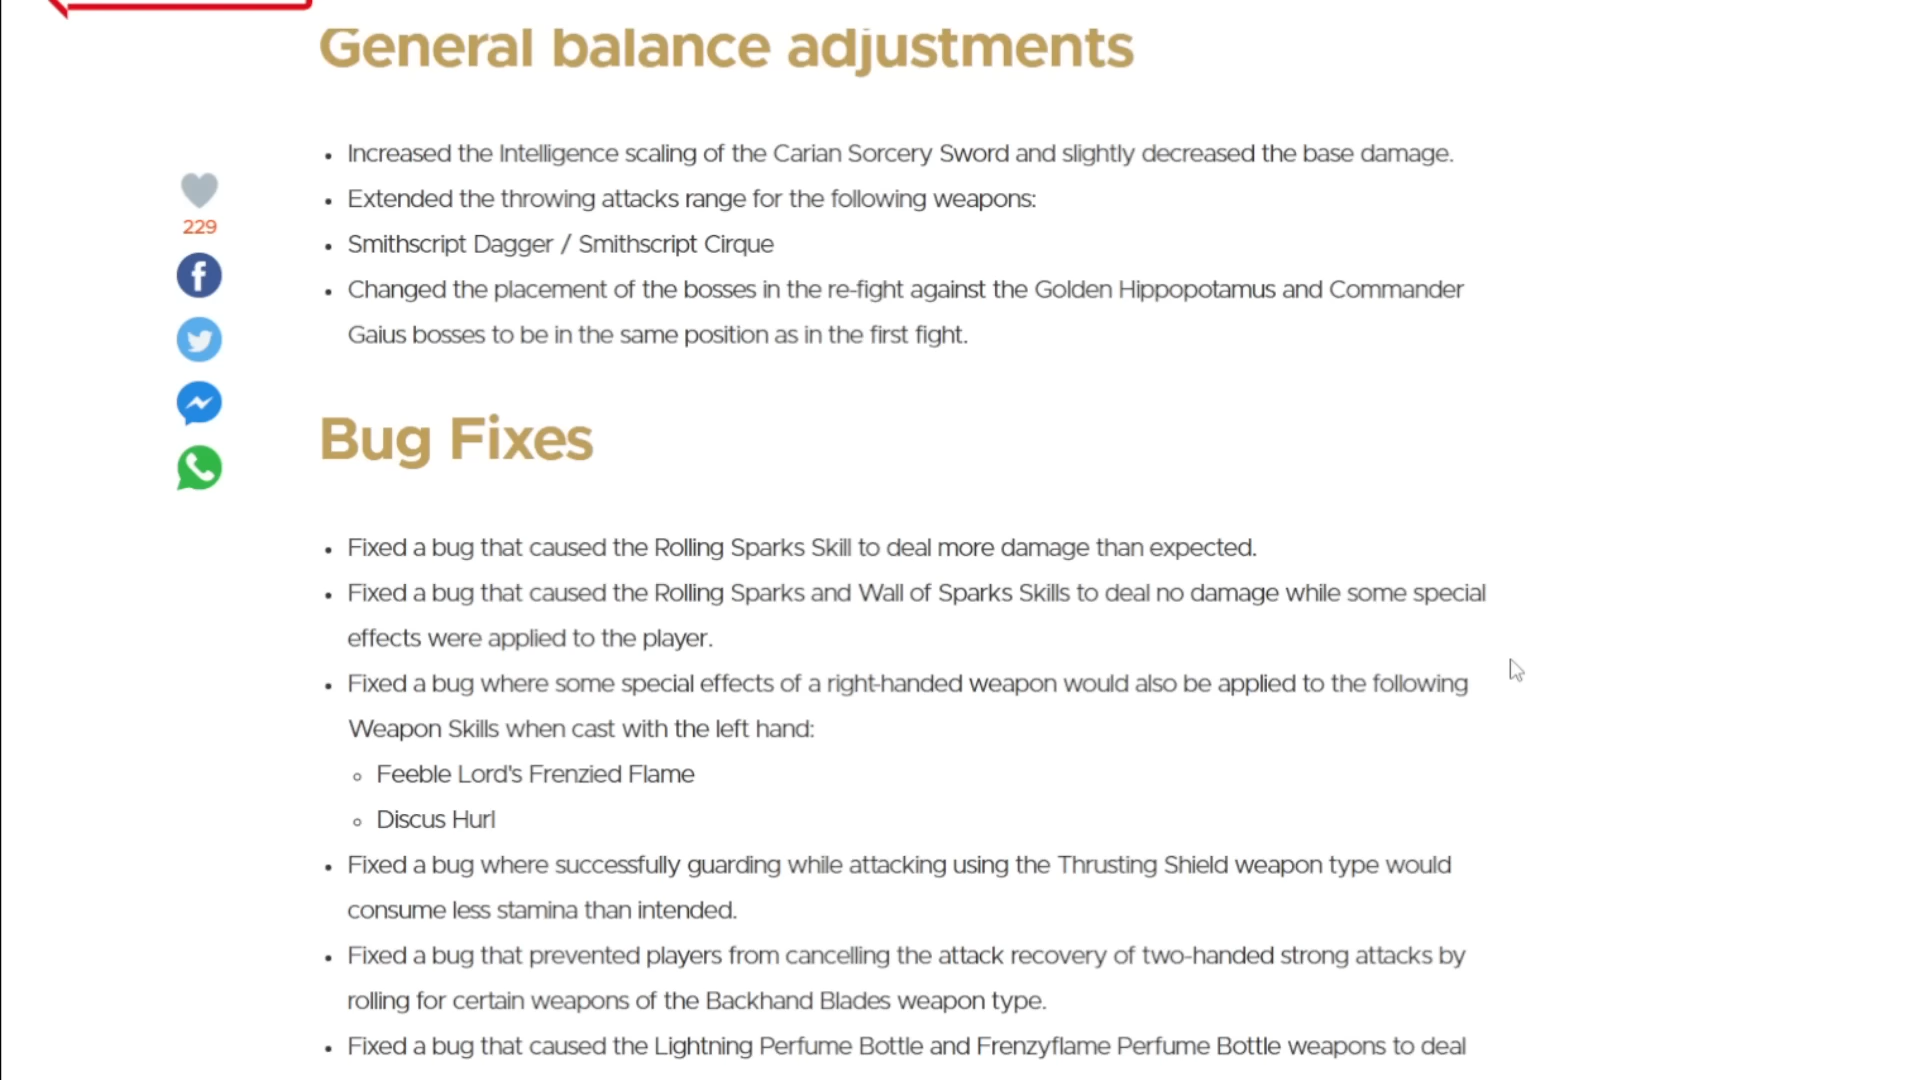 General balance adjustments
Increased the Intelligence scaling of the Carian Sorcery Sword and slightly decreased the base damage.
Extended the throwing attacks range for the following weapons:
Smithscript Dagger / Smithscript Cirque
Changed the placement of the bosses in the re-fight against the Golden Hippopotamus and Commander
Gaius bosses to be in the same position as in the first fight.
229
Bug Fixes
Fixed a bug that caused the Rolling Sparks Skill to deal more damage than expected.
Fixed a bug that caused the Rolling Sparks and Wall of Sparks Skills to deal no damage while some special
effects were applied to the player.
Fixed a bug where some special effects of a right-handed weapon would also be applied to the following
Weapon Skills when cast with the left hand:
Feeble Lord's Frenzied Flame
Discus Hurl
Fixed a bug where successfully guarding while attacking using the Thrusting Shield weapon type would
consume less stamina than intended.
Fixed a bug that prevented players from cancelling the attack recovery of two-handed strong attacks by
rolling for certain weapons of the Backhand Blades weapon type.
Fixed a bug that caused the Lightning Perfume Bottle and Frenzyflame Perfume Bottle weapons to deal